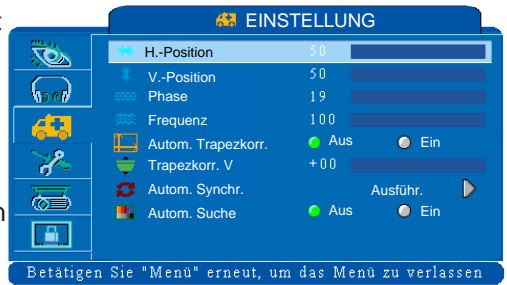 EINSTELLUNG
H.-Position 50
V.-Position 50
Phase 19
Frequenz 100
Autom. Trapezkorr. Aus Ein
Trapezkorr. V +00
Autom. Synchr. Ausführ.
Autom. Suche Aus Ein
Betätigen Sie "Menü" erneut, um das Menü zu verlassen